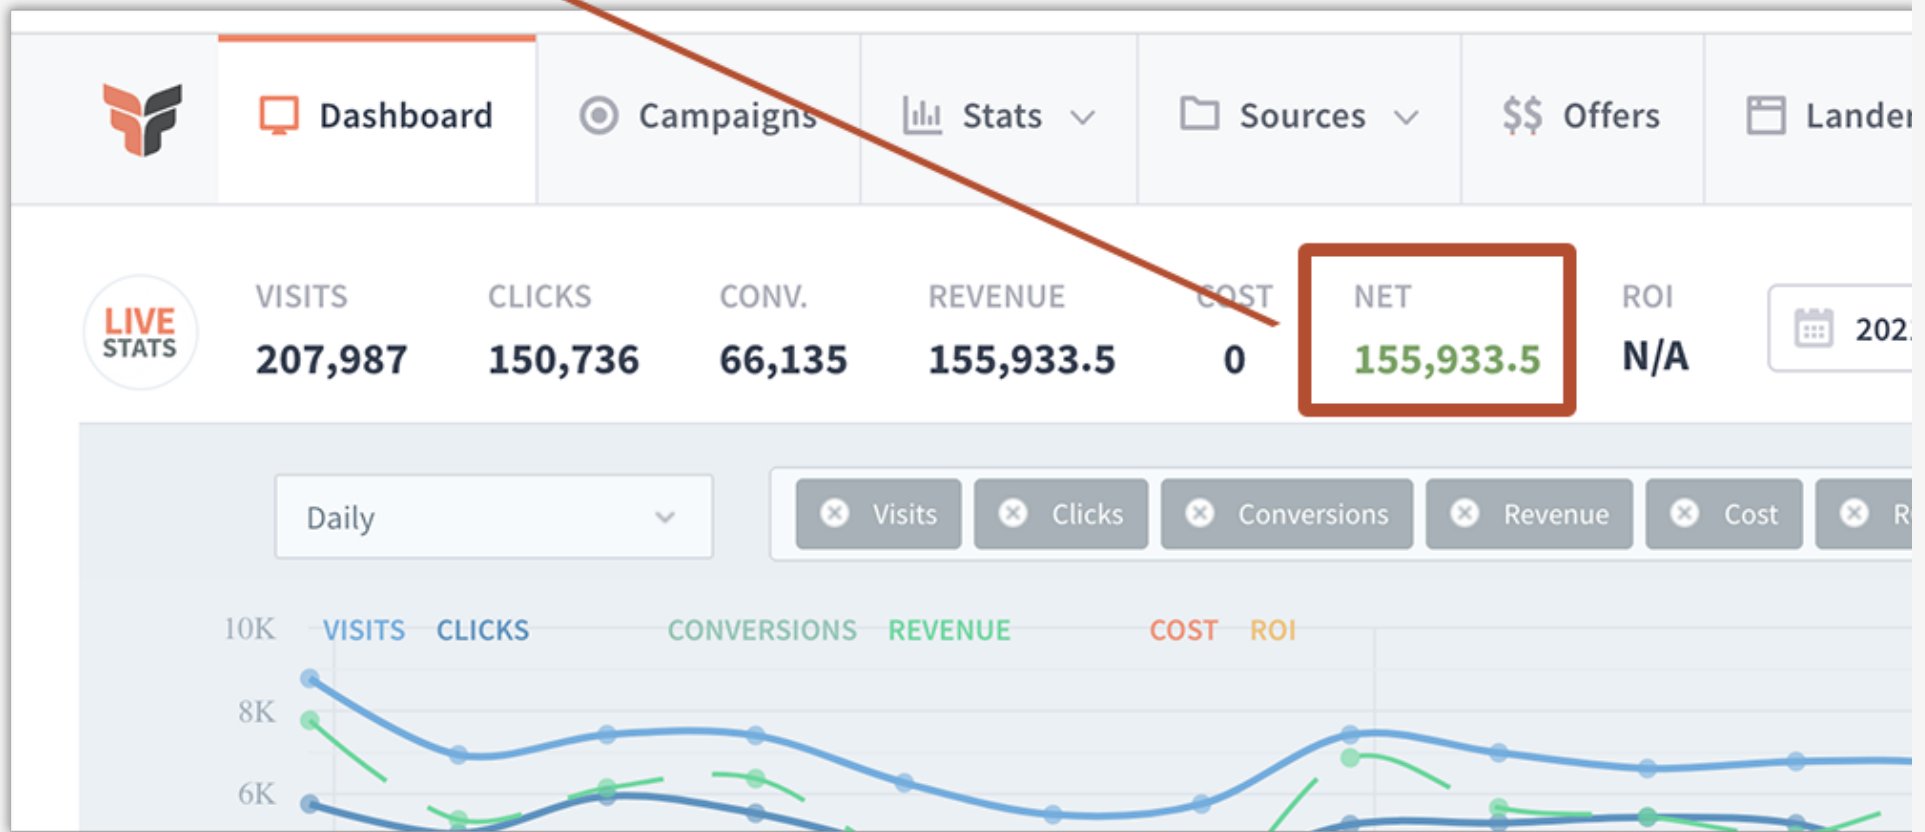 Dashboard Campaigns Stats Sources $$ Offers Lander
LIVE STATS
VISITS CLICKS CONV. REVENUE COST NET ROI
207,987 150,736 66,135 155,933.5 0 155,933.5 N/A 202
Daily Visits Clicks Conversions Revenue Cost R
10K VISITS CLICKS CONVERSIONS REVENUE COST ROI
8K
6K